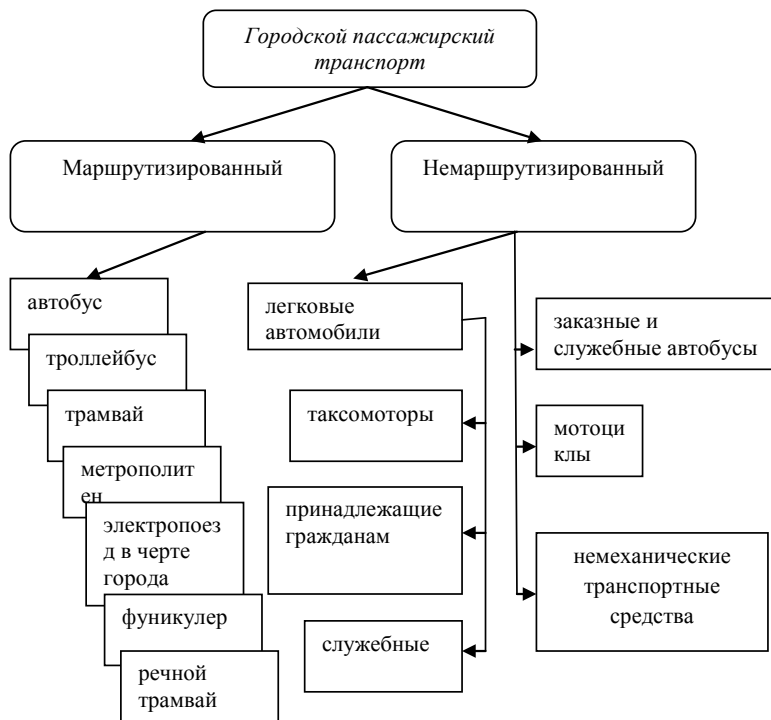 Городской пассажирский
транспорт
Маршрутизированный
Немаршрутизированный
автобус
троллейбус
трамвай
метрополит
ен
электропоез
д в черте
города
фуникулер
речной
трамвай
легковые
автомобили
таксомоторы
принадлежащие
гражданам
служебные
заказные и
служебные автобусы
мотоци
клы
немеханические
транспортные
средства